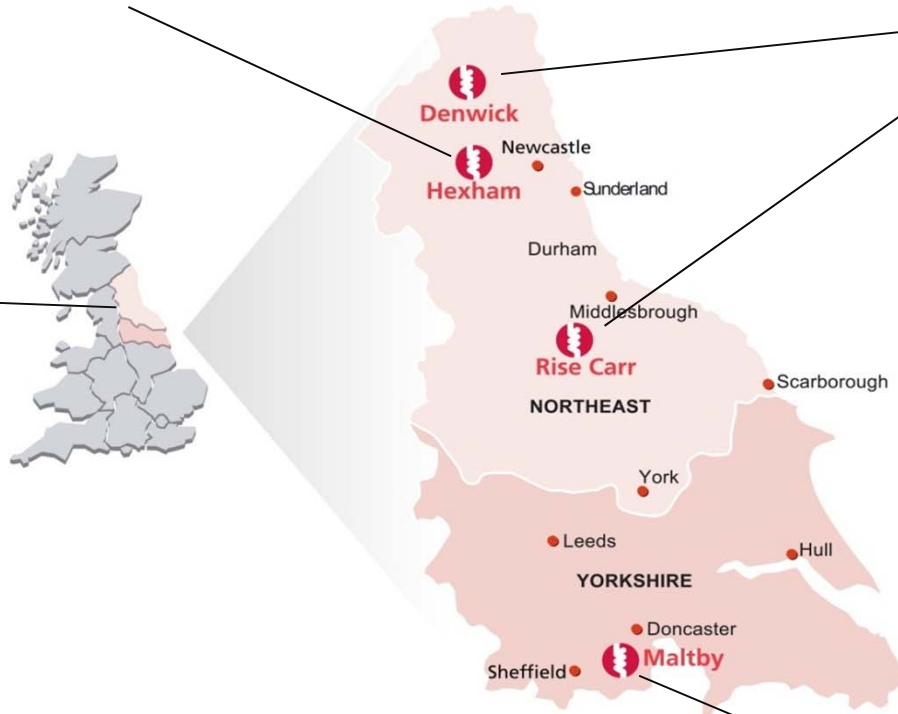 Denwick
Newcastle
Hexham
Sunderland
Durham
Middlesbrough
Rise Carr
Scarborough
NORTHEAST
York
Leeds
Hull
YORKSHIRE
Doncaster
Maltby
Sheffield